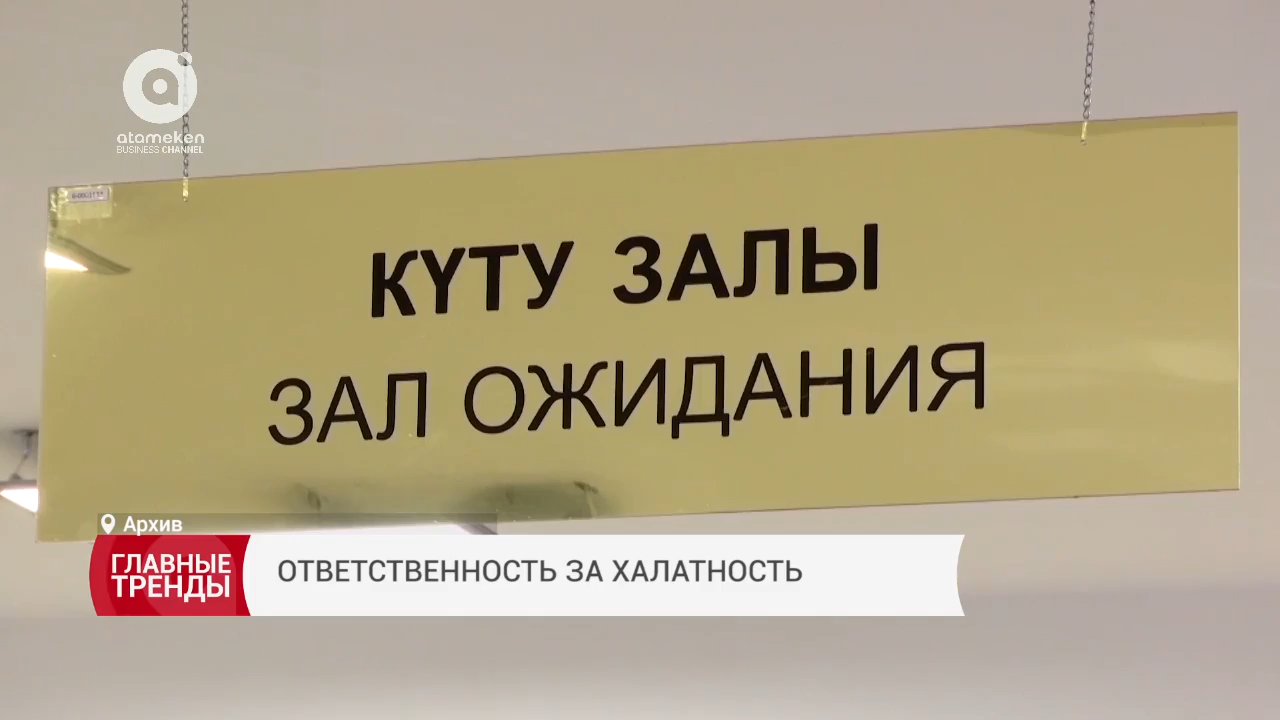 atameken
BUSINESS CHANNEL
КҮТУ ЗАЛЫ
ЗАЛ ОЖИДАНИЯ
Архив
ГЛАВНЫЕ
ТРЕНДЫ
ОТВЕТСТВЕННОСТЬ ЗА ХАЛАТНОСТЬ